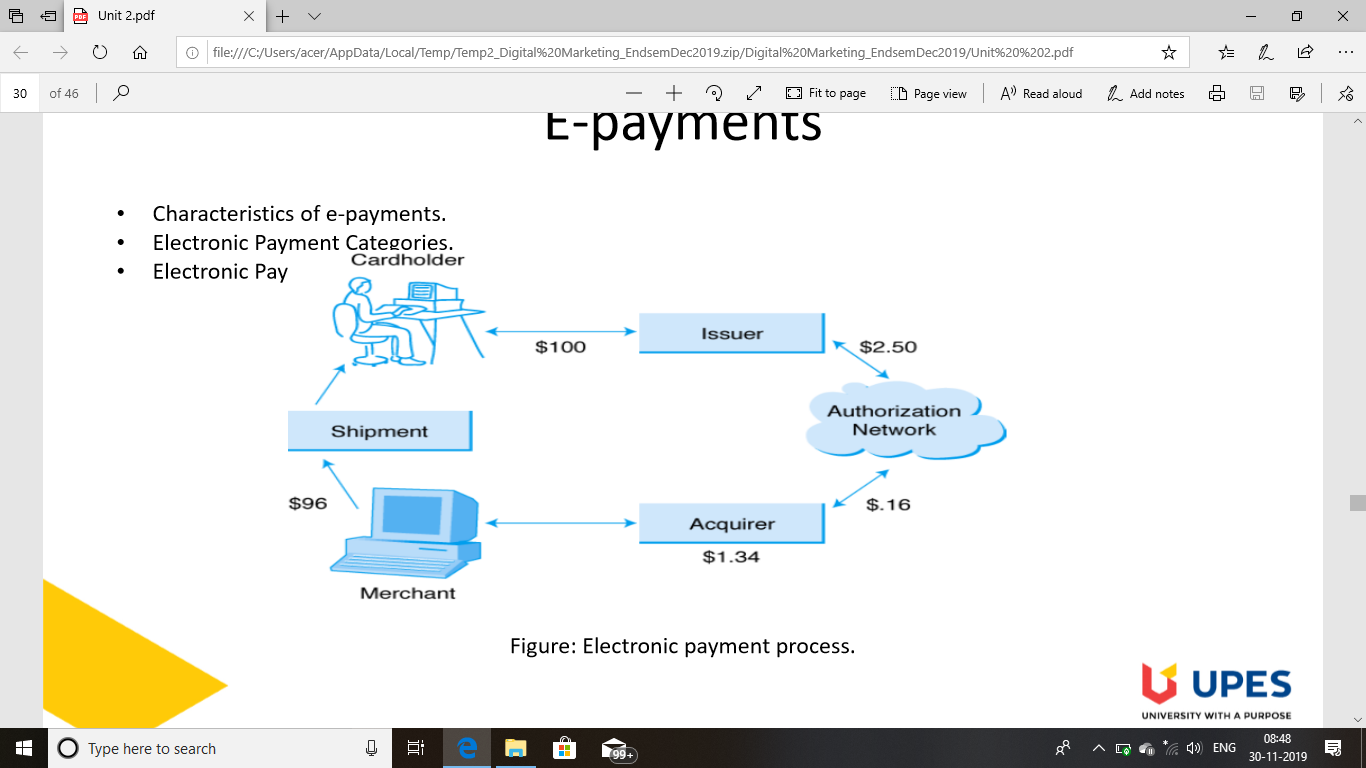 Unit 2.pdf
file:///C:/Users/acer/AppData/Local/Temp/Temp2_Digital%20Marketing_EndsemDec2019.zip/Digital%20Marketing_EndsemDec2019/Unit%20%202.pdf
30 of 46 Fit to page Page view Read aloud Add notes
E-payments
• Characteristics of e-payments.
• Electronic Payment Categories.
• Electronic Pay
Cardholder
$100
Issuer
$2.50
Authorization
Network
Shipment
$96
$.16
Acquirer
$1.34
Merchant
Figure: Electronic payment process.
UPES
UNIVERSITY WITH A PURPOSE
Type here to search
99+
ENG
08:48
30-11-2019